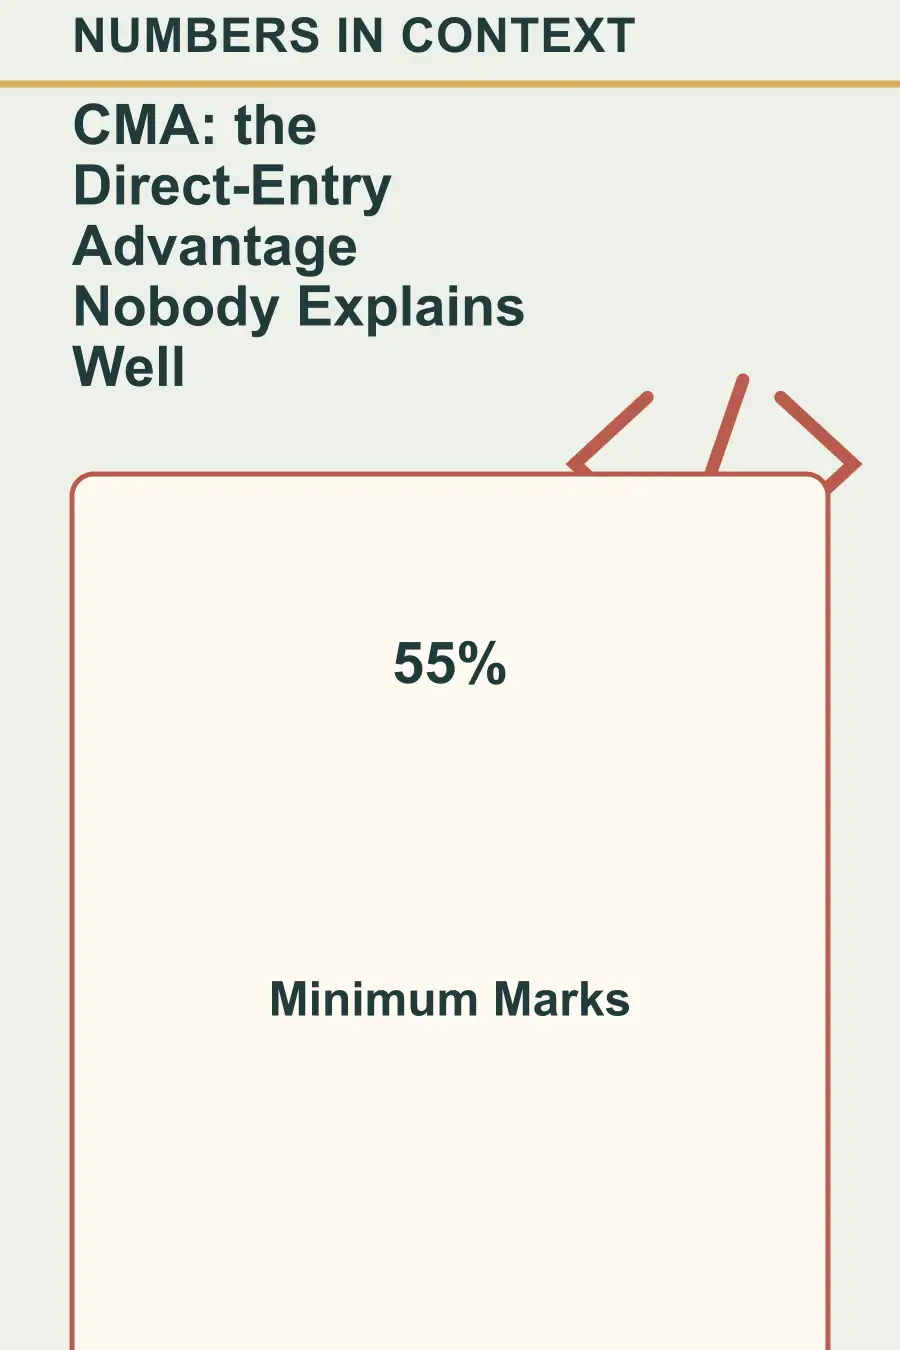 NUMBERS IN CONTEXT
CMA: the
Direct-Entry
Advantage
Nobody Explains
Well
55%
Minimum Marks